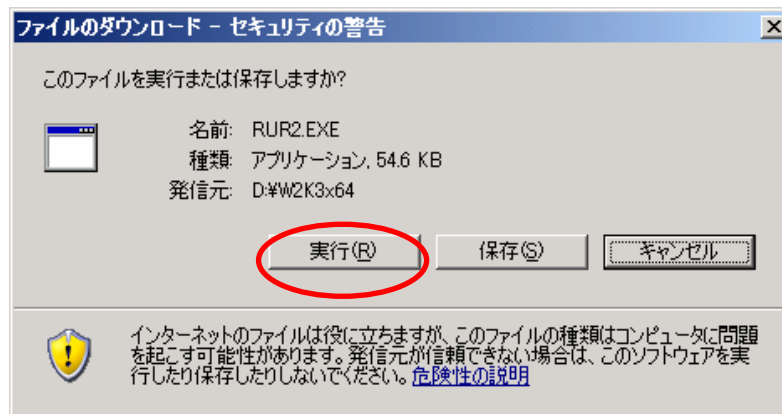 ファイルのダウンロード - セキュリティの警告
このファイルを実行または保存しますか?
名前: RUR2.EXE
種類: アプリケーション, 54.6 KB
発信元: D:¥W2K3x64
実行(R) 保存(S) キャンセル
インターネットのファイルは役に立ちますが、このファイルの種類はコンピュータに問題
を起こす可能性があります。発信元が信頼できない場合は、このソフトウェアを実
行したり保存したりしないでください。危険性の説明